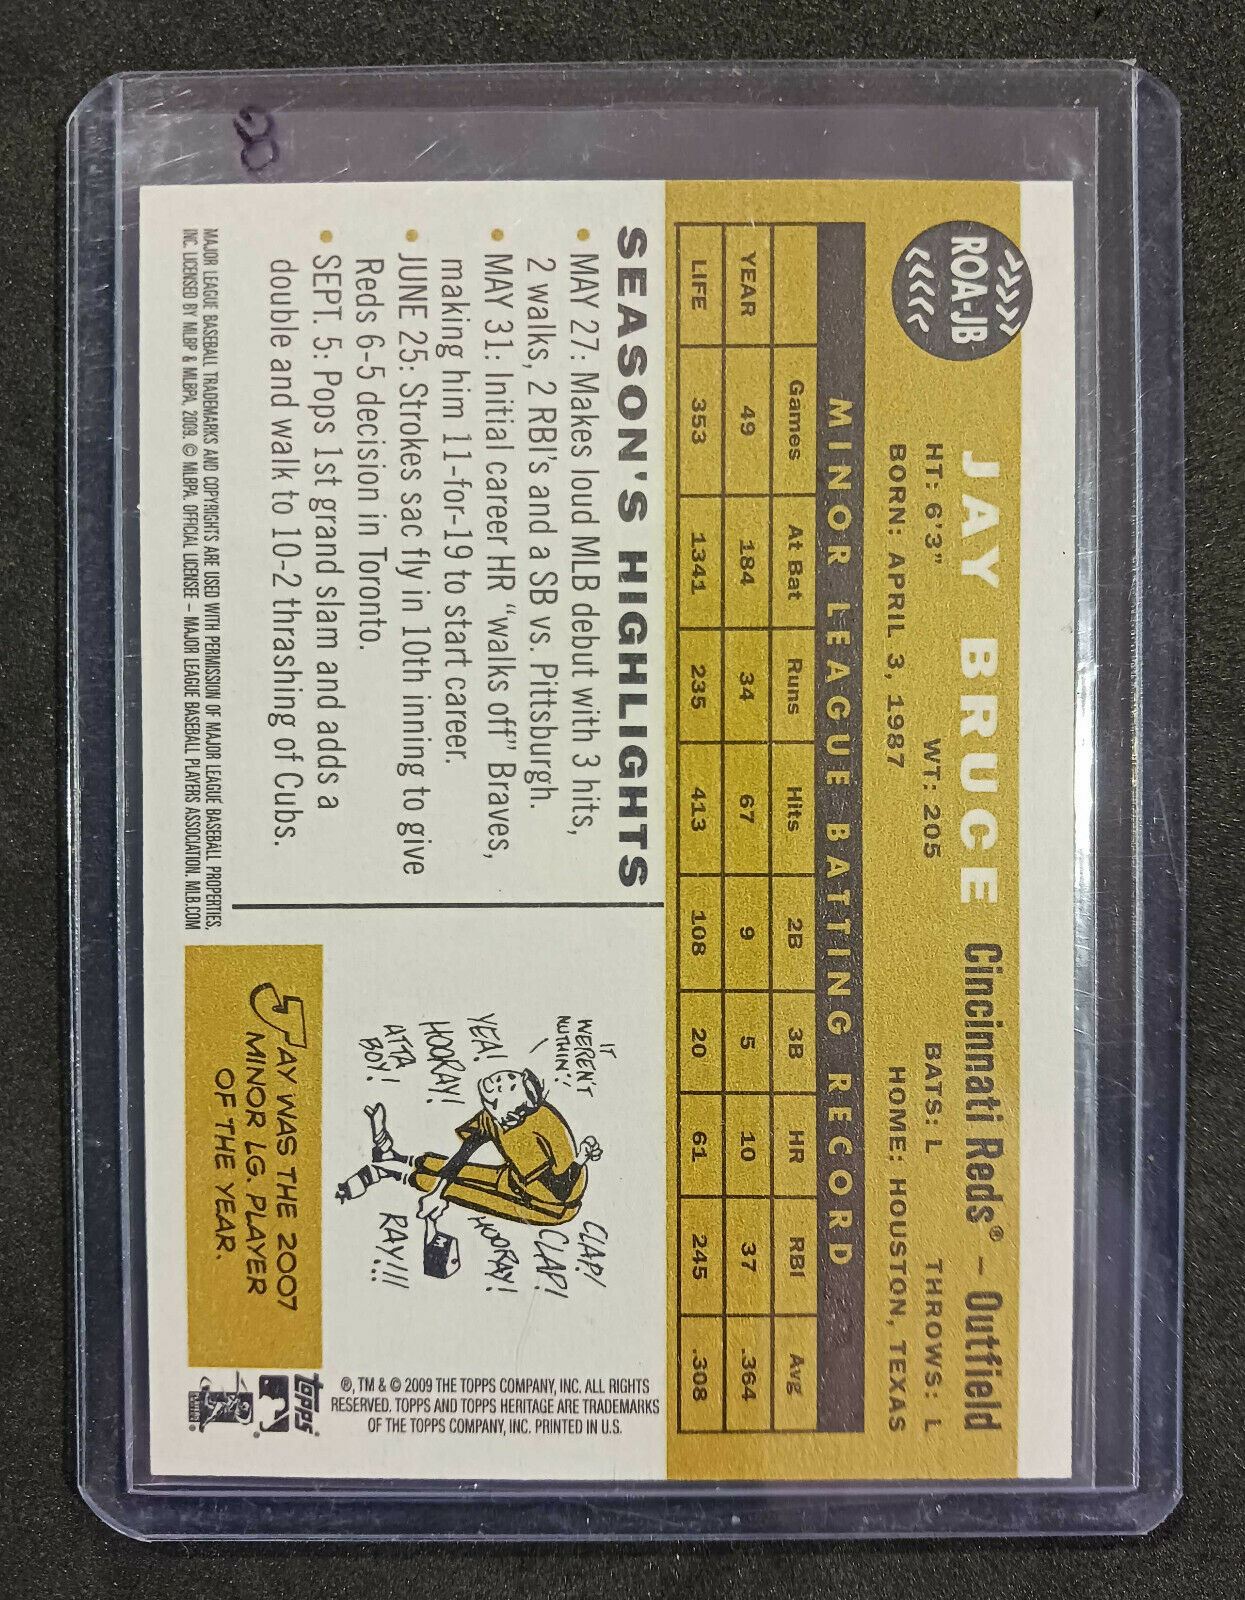 20
ROA-JB
JAY BRUCE Cincinnati Reds® – Outfield
HT: 6'3" WT: 205 BATS: L THROWS: L
BORN: APRIL 3, 1987 HOME: HOUSTON, TEXAS
MINOR LEAGUE BATTING RECORD
Games At Bat Runs Hits 2B 3B HR RBI Avg
YEAR 49 184 34 67 9 5 10 37 .364
LIFE 353 1341 235 413 108 20 61 245 .308
SEASON'S HIGHLIGHTS
• MAY 27: Makes loud MLB debut with 3 hits,
2 walks, 2 RBI's and a SB vs. Pittsburgh.
• MAY 31: Initial career HR "walks off" Braves,
making him 11-for-19 to start career.
• JUNE 25: Strokes sac fly in 10th inning to give
Reds 6-5 decision in Toronto.
• SEPT. 5: Pops 1st grand slam and adds a
double and walk to 10-2 thrashing of Cubs.
MAJOR LEAGUE BASEBALL TRADEMARKS AND COPYRIGHTS ARE USED WITH PERMISSION OF MAJOR LEAGUE BASEBALL PROPERTIES,
INC. LICENSED BY MLBP & MLBPA, 2009. © MLBPA. OFFICIAL LICENSEE – MAJOR LEAGUE BASEBALL PLAYERS ASSOCIATION. MLB.COM
IT
WEREN'T
NUTHIN'!
CLAP!
CLAP!
YEA!
HOORAY!
HOORAY!
ATTA
BOY!
RAY!!!
JAY WAS THE 2007
MINOR LG. PLAYER
OF THE YEAR.
®, TM & © 2009 THE TOPPS COMPANY, INC. ALL RIGHTS
RESERVED. TOPPS AND TOPPS HERITAGE ARE TRADEMARKS
OF THE TOPPS COMPANY, INC. PRINTED IN U.S.
topps